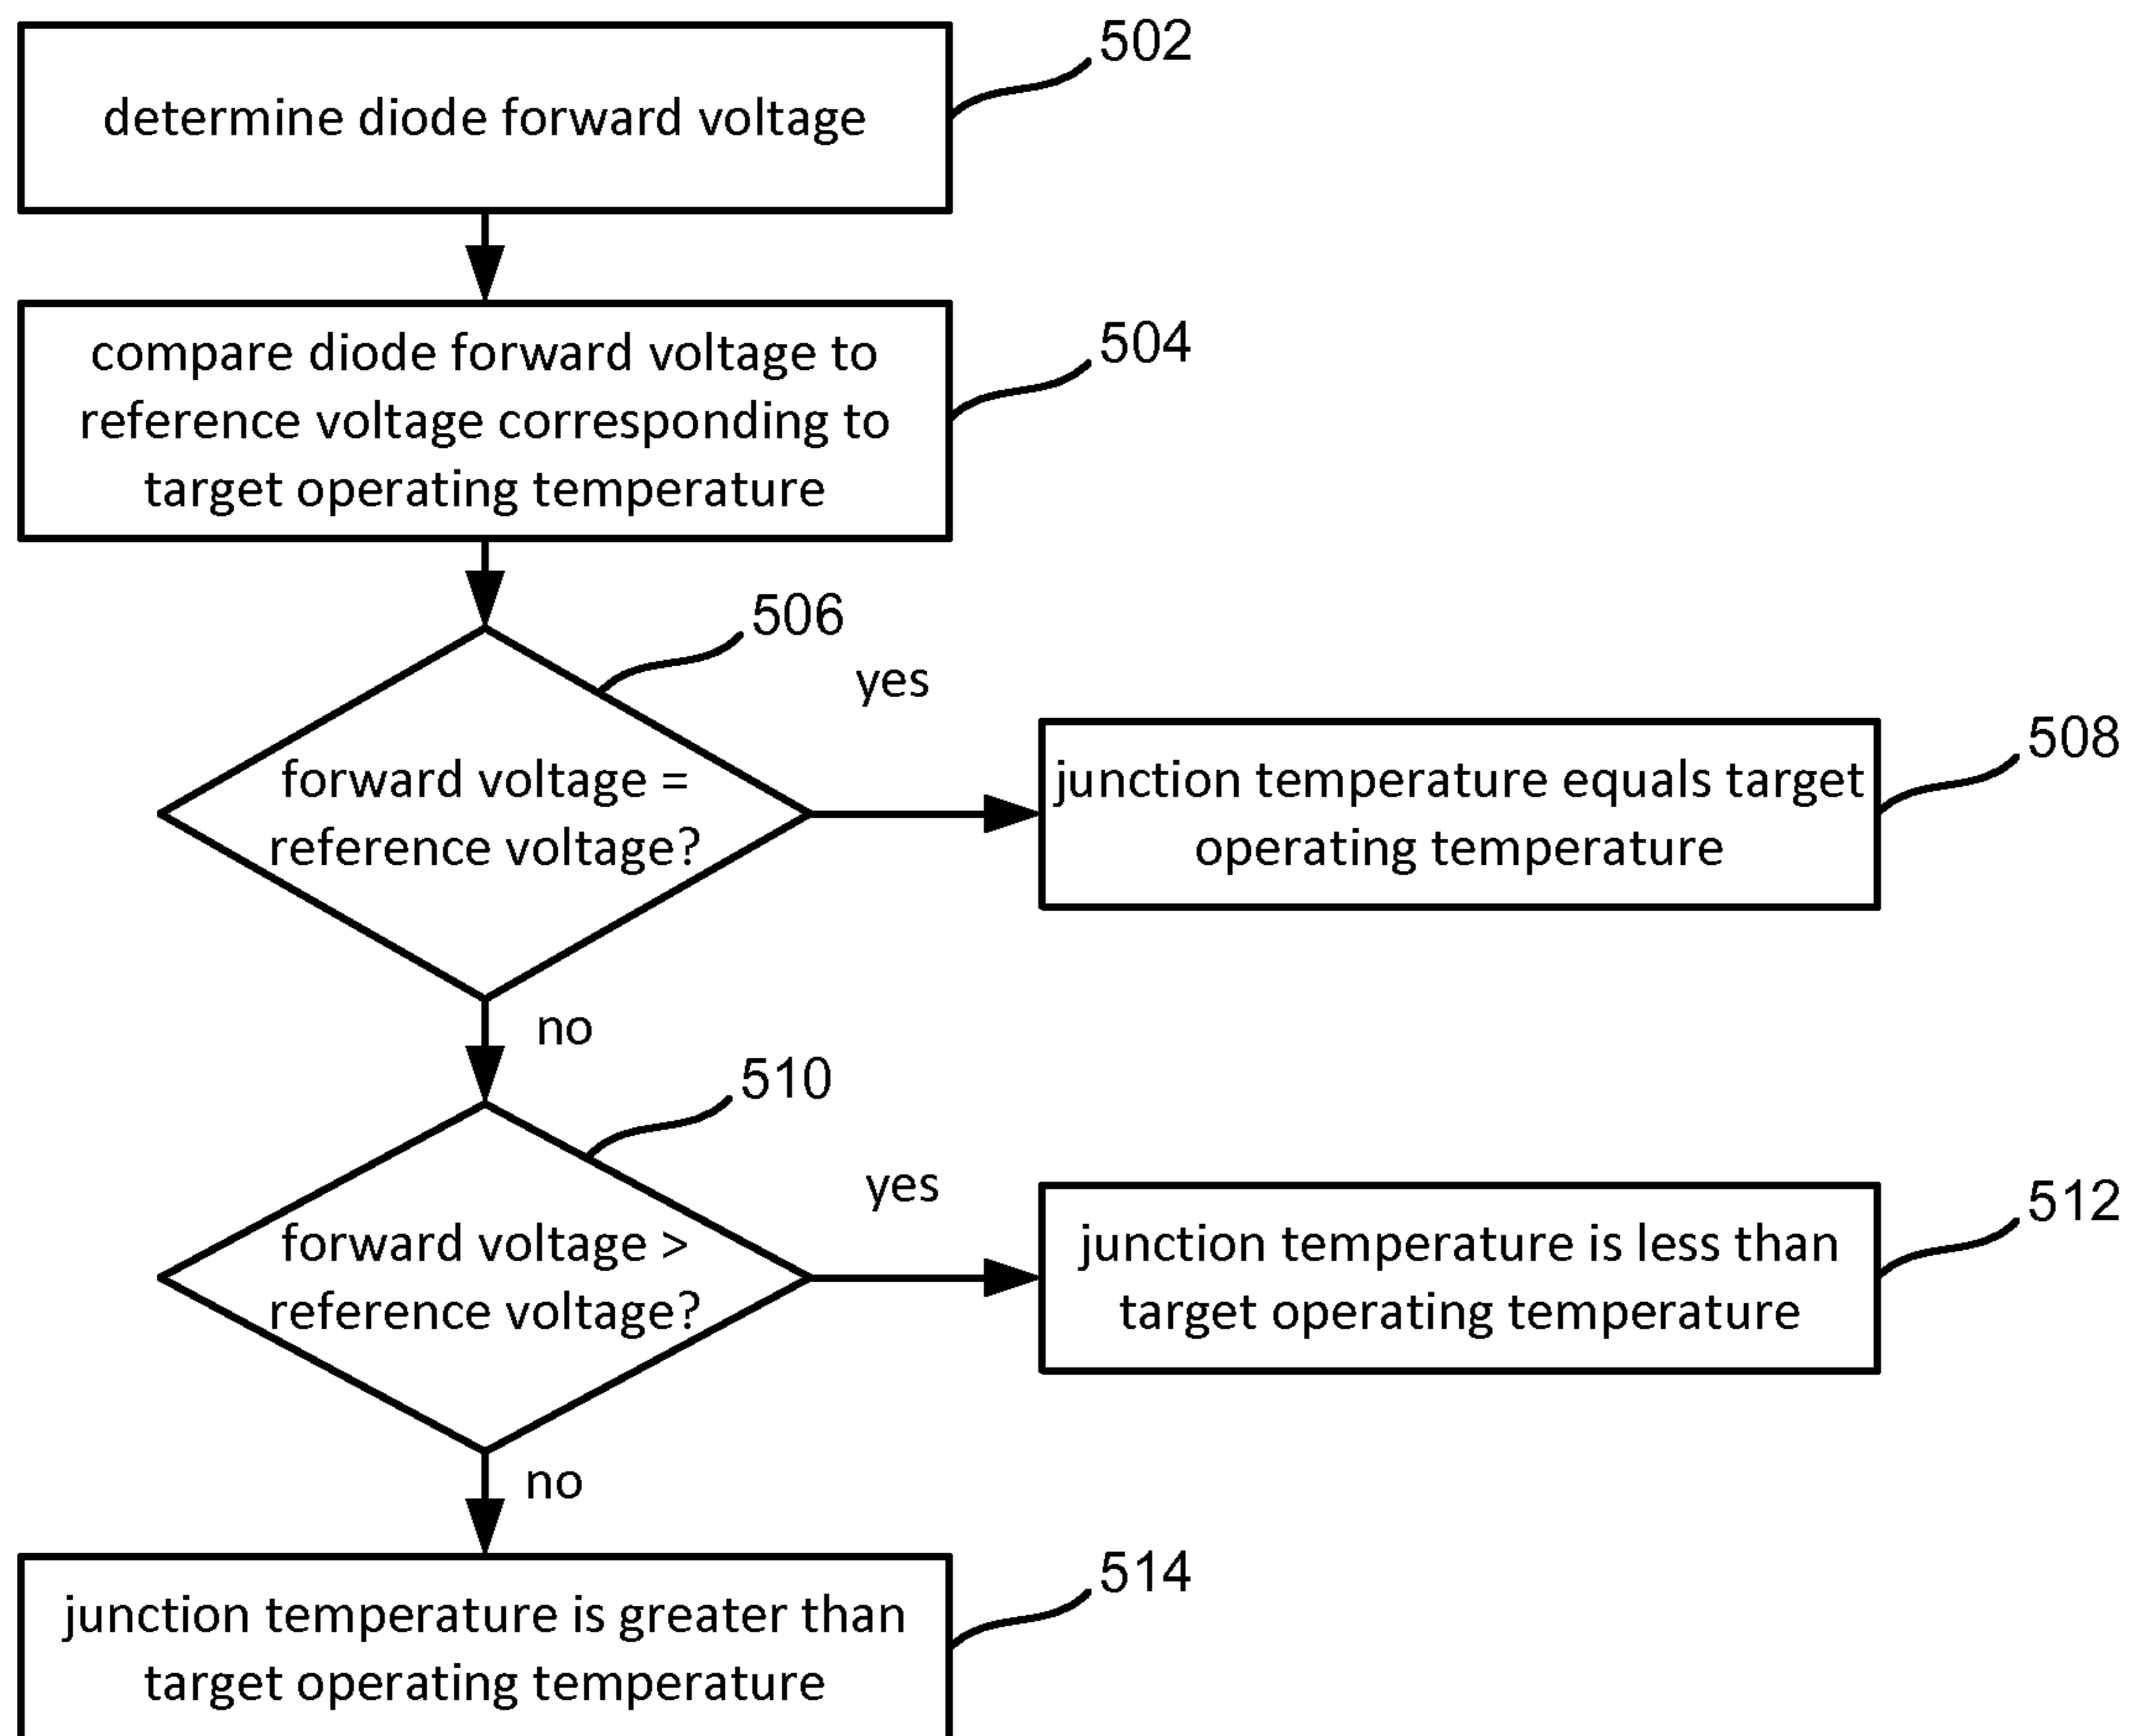 502
determine diode forward voltage
504
compare diode forward voltage to
reference voltage corresponding to
target operating temperature
506
yes
forward voltage =
reference voltage?
508
junction temperature equals target
operating temperature
no
510
yes
forward voltage >
reference voltage?
512
junction temperature is less than
target operating temperature
no
514
junction temperature is greater than
target operating temperature